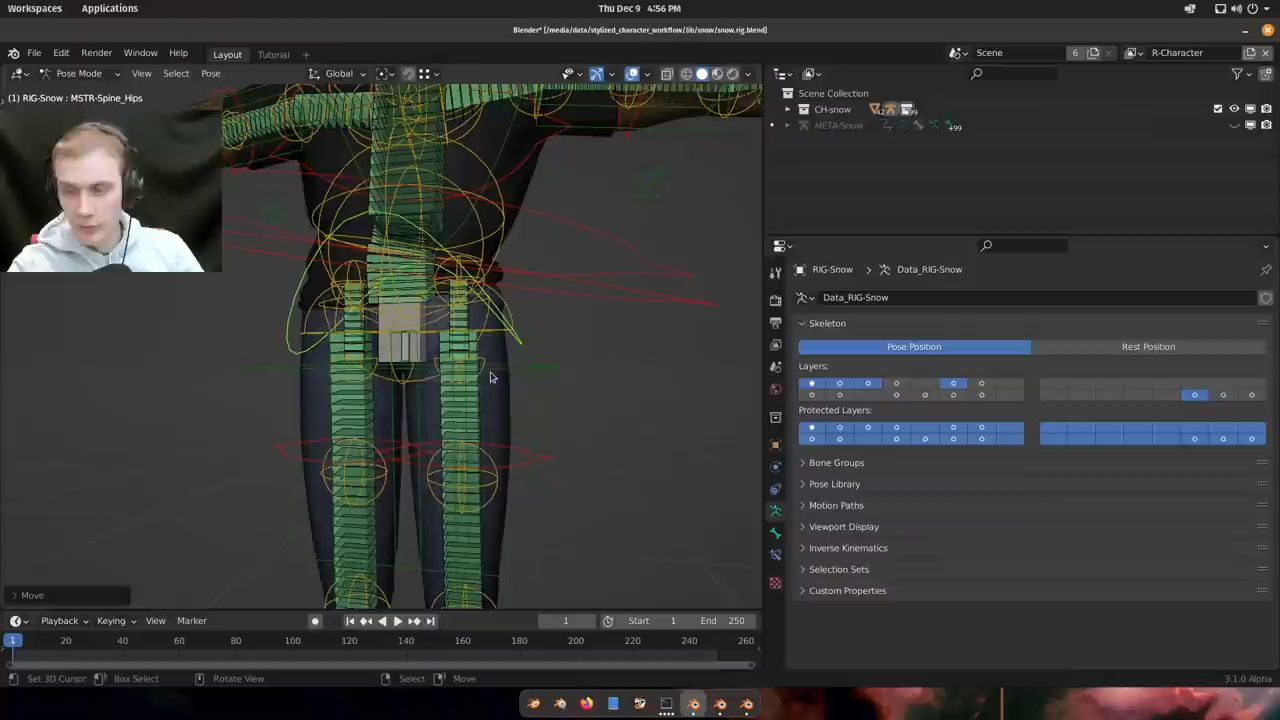 Activities
Applications
Thu Dec 9 4:56 PM
Blender* [/media/data/stylized_character_workflow/lib/snow/snow.rig.blend]
File Edit Render Window Help Layout Tutorial + Scene 6 R-Character
Pose Mode View Select Pose Global
(1) RIG-Snow : MSTR-Spine_Hips
Scene Collection
CH-snow
META-Snow
RIG-Snow Data_RIG-Snow
Data_RIG-Snow
Skeleton
Pose Position Rest Position
Layers:
Protected Layers:
Bone Groups
Pose Library
Motion Paths
Viewport Display
Inverse Kinematics
Selection Sets
Custom Properties
Move
Playback Keying View Marker 1 Start 1 End 250
1 20 40 60 80 100 120 140 160 180 200 220 240 260
Set 3D Cursor Box Select Rotate View Select Move 3.1.0 Alpha